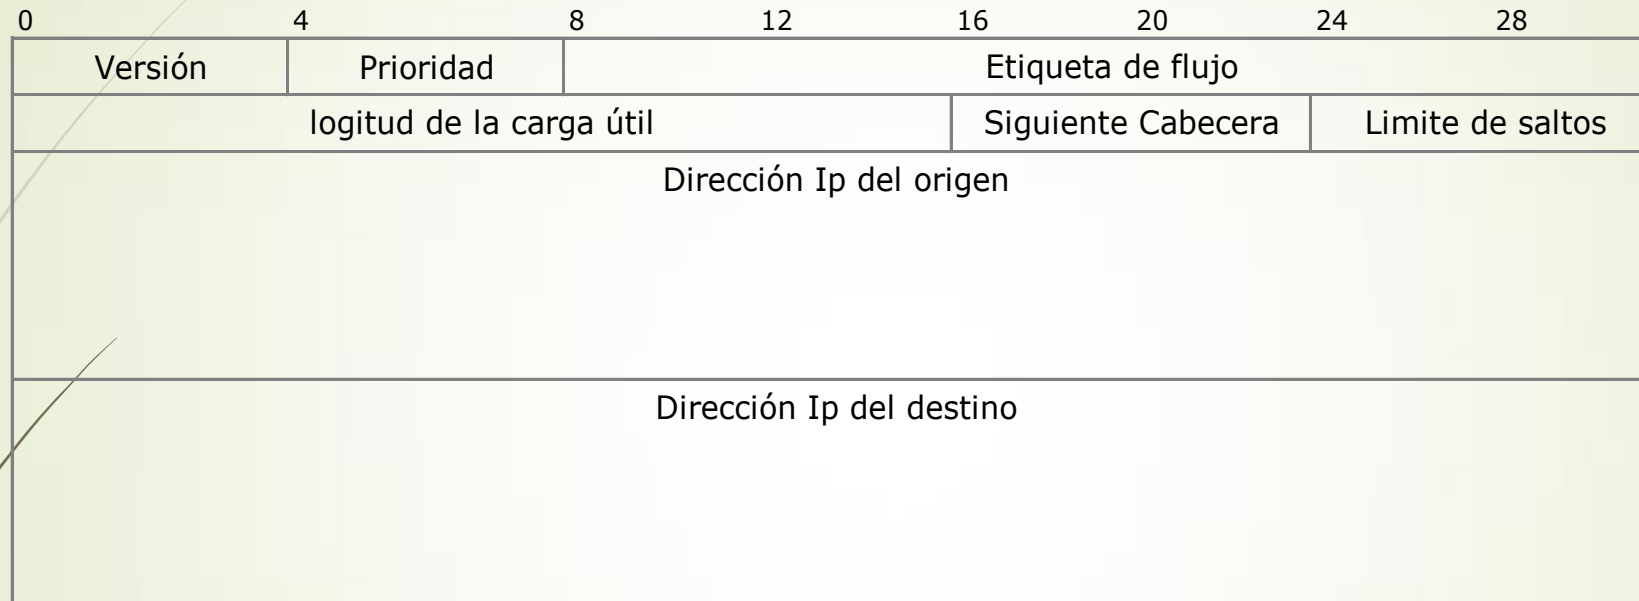 0 4 8 12 16 20 24 28
Versión Prioridad Etiqueta de flujo
logitud de la carga útil Siguiente Cabecera Limite de saltos
Dirección Ip del origen
Dirección Ip del destino